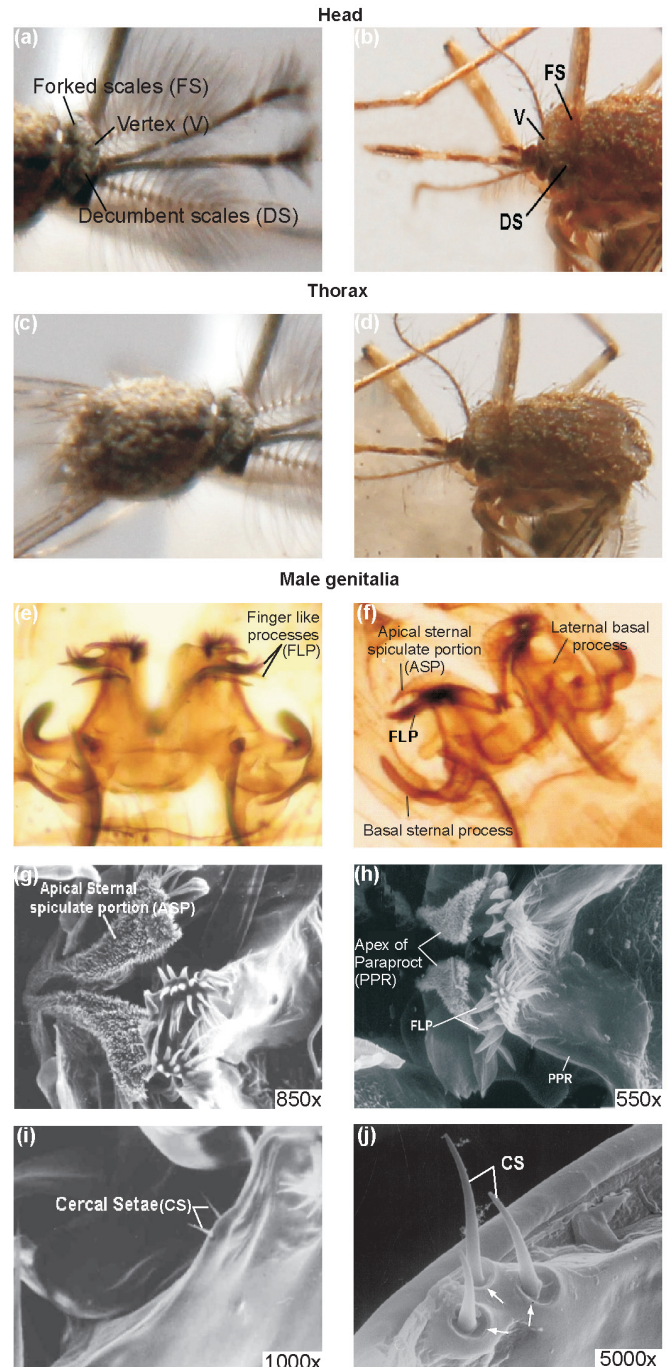 Head
(a)
Forked scales (FS)
Vertex (V)
Decumbent scales (DS)
(b)
FS
V
DS
Thorax
(c)
(d)
Male genitalia
(e)
Finger like
processes
(FLP)
(f)
Apical sternal
spiculate portion
(ASP)
Laternal basal
process
FLP
Basal sternal process
(g)
Apical Sternal
spiculate portion (ASP)
850x
(h)
Apex of
Paraproct
(PPR)
FLP
PPR
550x
(i)
Cercal Setae(CS)
1000x
(j)
CS
5000x